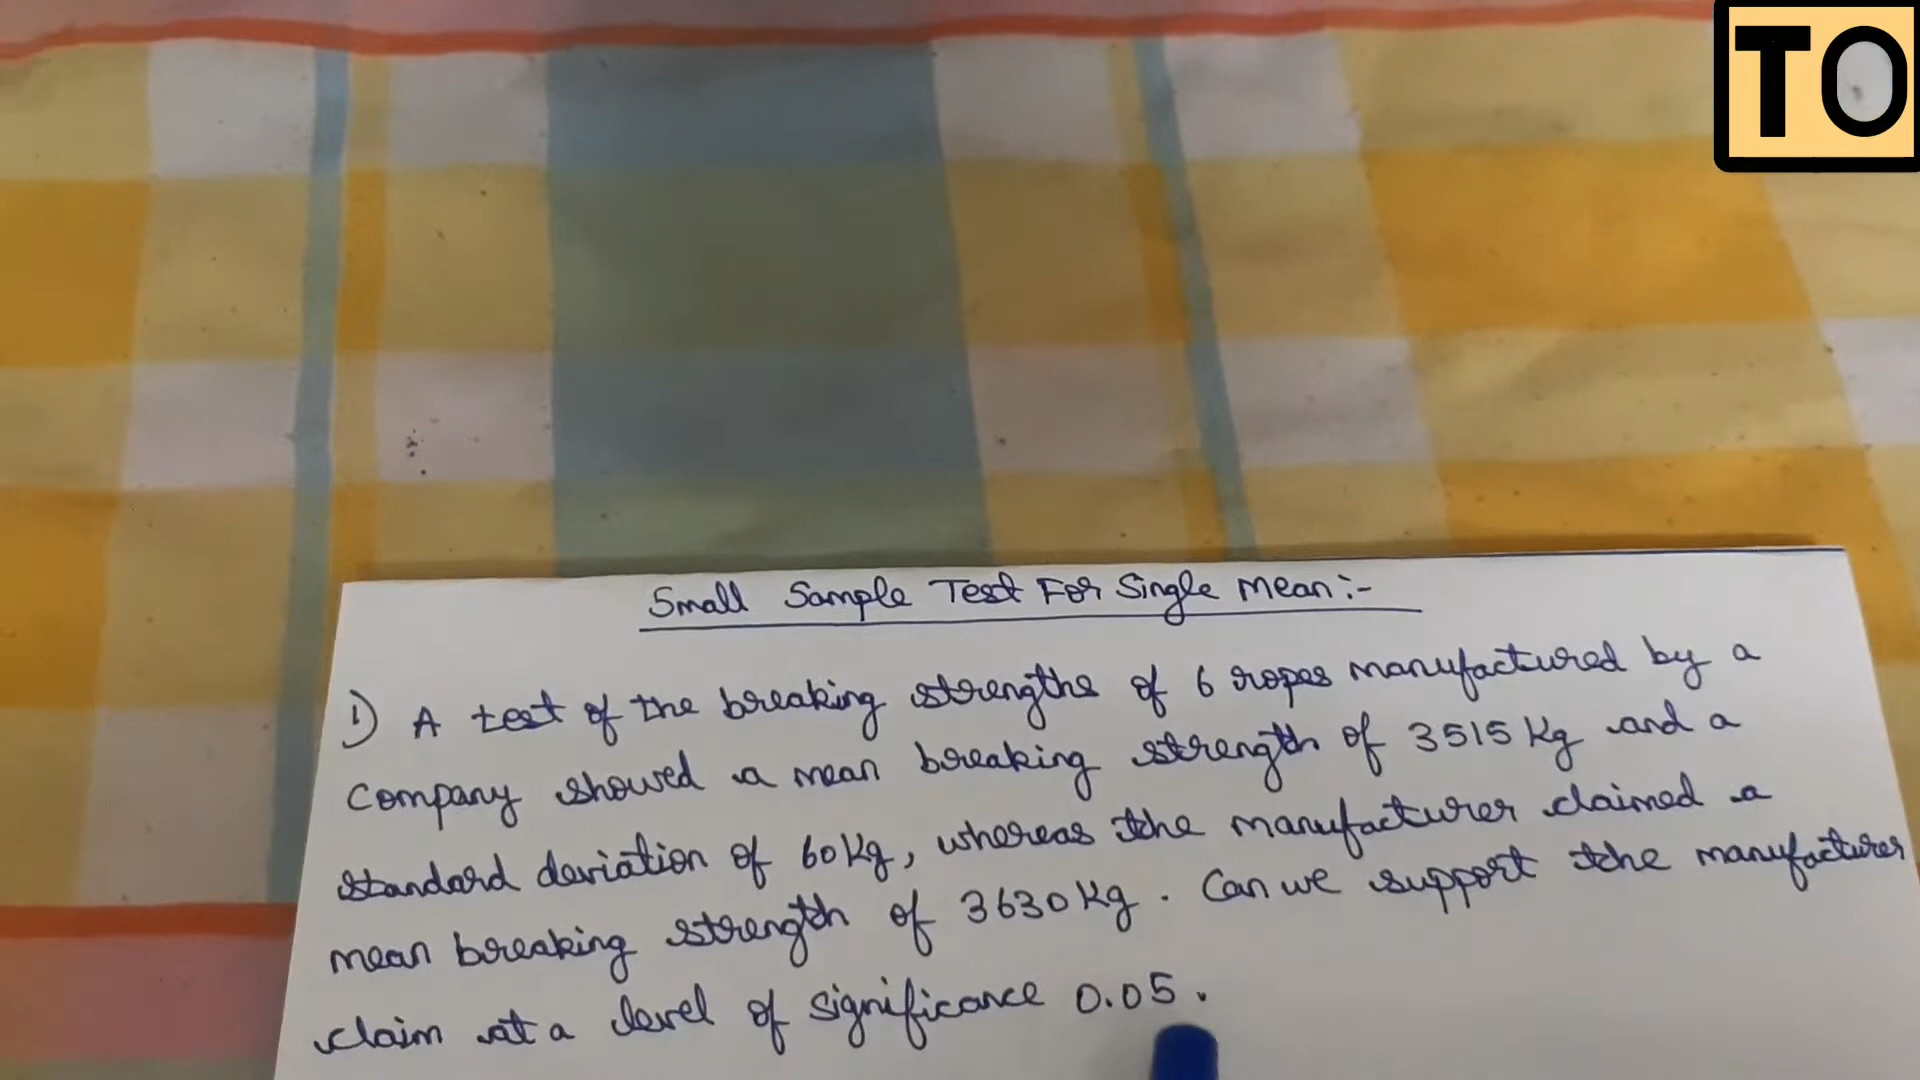 TO
Small Sample Test For Single Mean:-
1) A test of the breaking strengths of 6 ropes manufactured by a
Company showed a mean breaking strength of 3515 kg and a
standard deviation of 60 kg, whereas the manufacturer claimed a
mean breaking strength of 3630 kg. Can we support the manufacturer
claim at a level of significance 0.05.